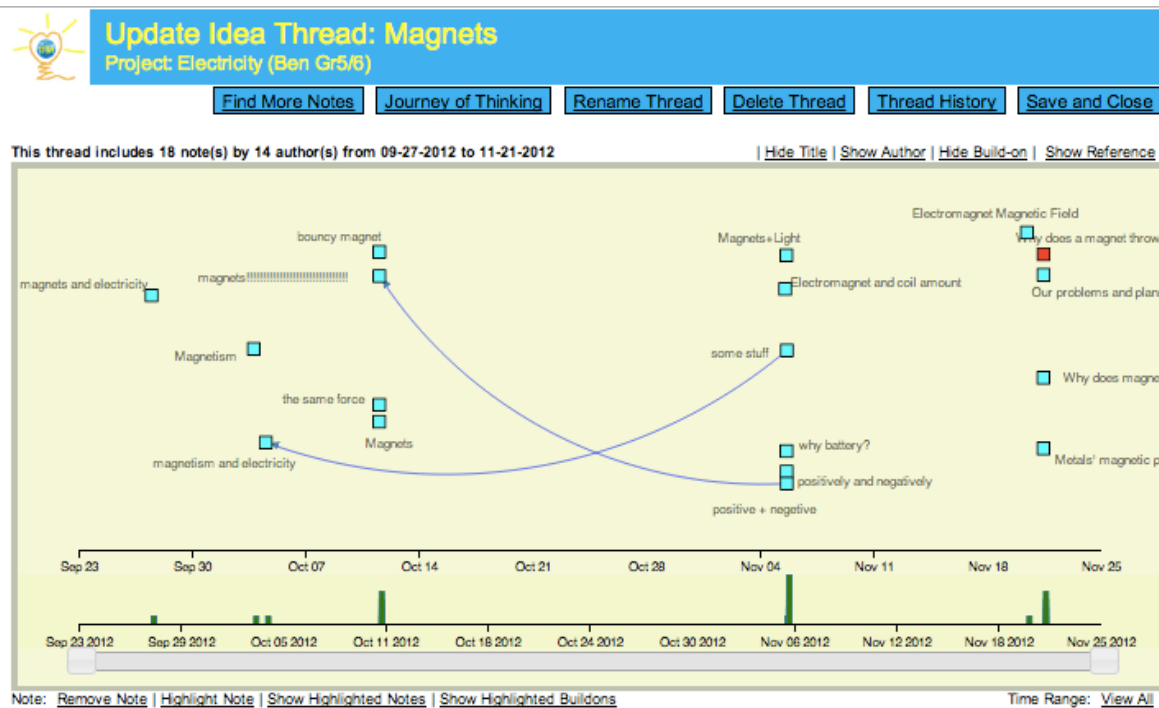 Update Idea Thread: Magnets
Project: Electricity (Ben Gr5/6)
Find More Notes Journey of Thinking Rename Thread Delete Thread Thread History Save and Close
This thread includes 18 note(s) by 14 author(s) from 09-27-2012 to 11-21-2012 | Hide Title | Show Author | Hide Build-on | Show Reference
Electromagnet Magnetic Field
bouncy magnet
Magnets+Light
Why does a magnet throw
magnets!!!!!!!!!!!!!!!!!!!!!!!!!!!!!
magnets and electricity
Electromagnet and coil amount
Our problems and plan
Magnetism
some stuff
Why does magne
the same force
Magnets
why battery?
magnetism and electricity
Metals' magnetic p
positively and negatively
positive + negetive
Sep 23 Sep 30 Oct 07 Oct 14 Oct 21 Oct 28 Nov 04 Nov 11 Nov 18 Nov 25
Sep 23 2012 Sep 29 2012 Oct 05 2012 Oct 11 2012 Oct 18 2012 Oct 24 2012 Oct 30 2012 Nov 06 2012 Nov 12 2012 Nov 18 2012 Nov 25 2012
Note: Remove Note | Highlight Note | Show Highlighted Notes | Show Highlighted Buildons Time Range: View All